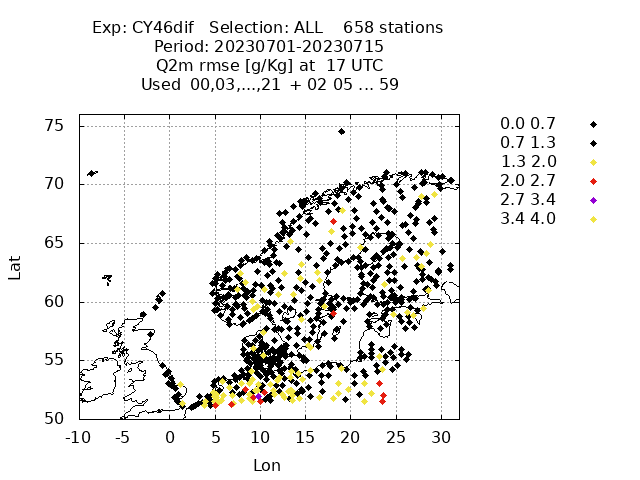 Exp: CY46dif   Selection: ALL    658 stations
Period: 20230701-20230715
Q2m rmse [g/Kg] at  17 UTC
Used  00,03,...,21  + 02 05 ... 59
75
70
65
60
55
50
Lat
-10 -5 0 5 10 15 20 25 30
Lon
0.0 0.7
0.7 1.3
1.3 2.0
2.0 2.7
2.7 3.4
3.4 4.0